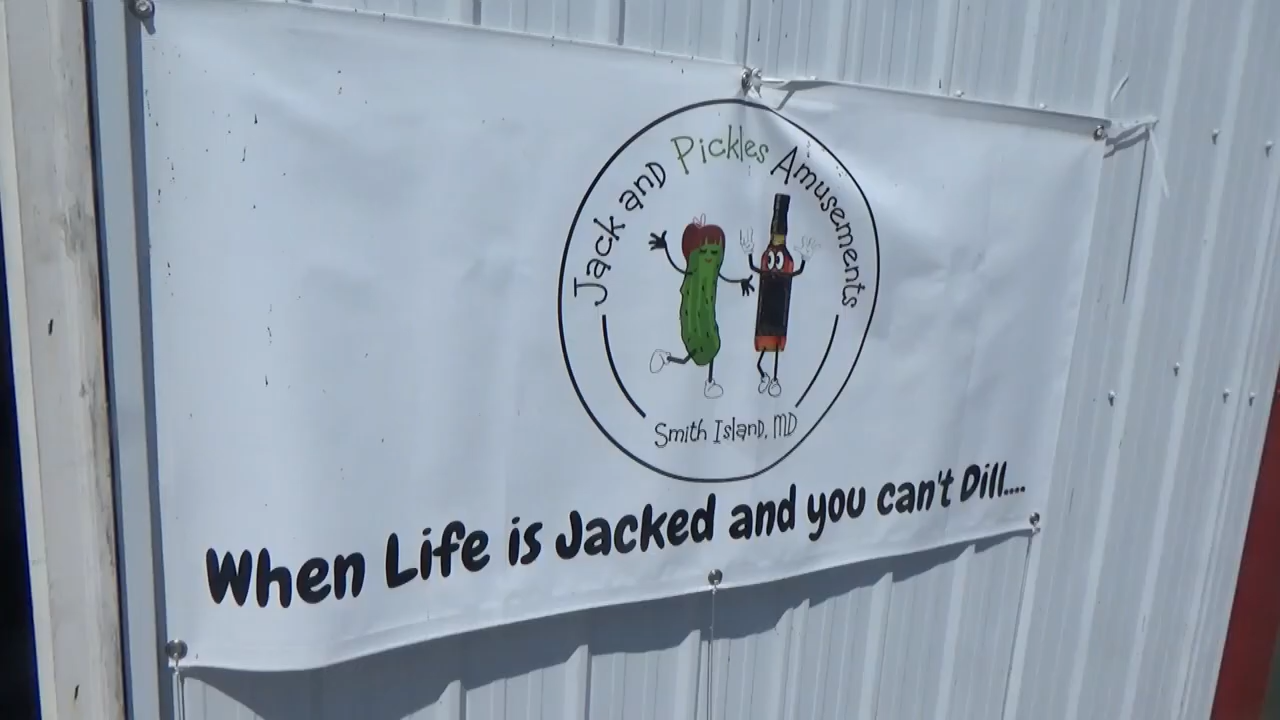 Jack and Pickles Amusements
Smith Island, MD
When Life is Jacked and you can't Dill....